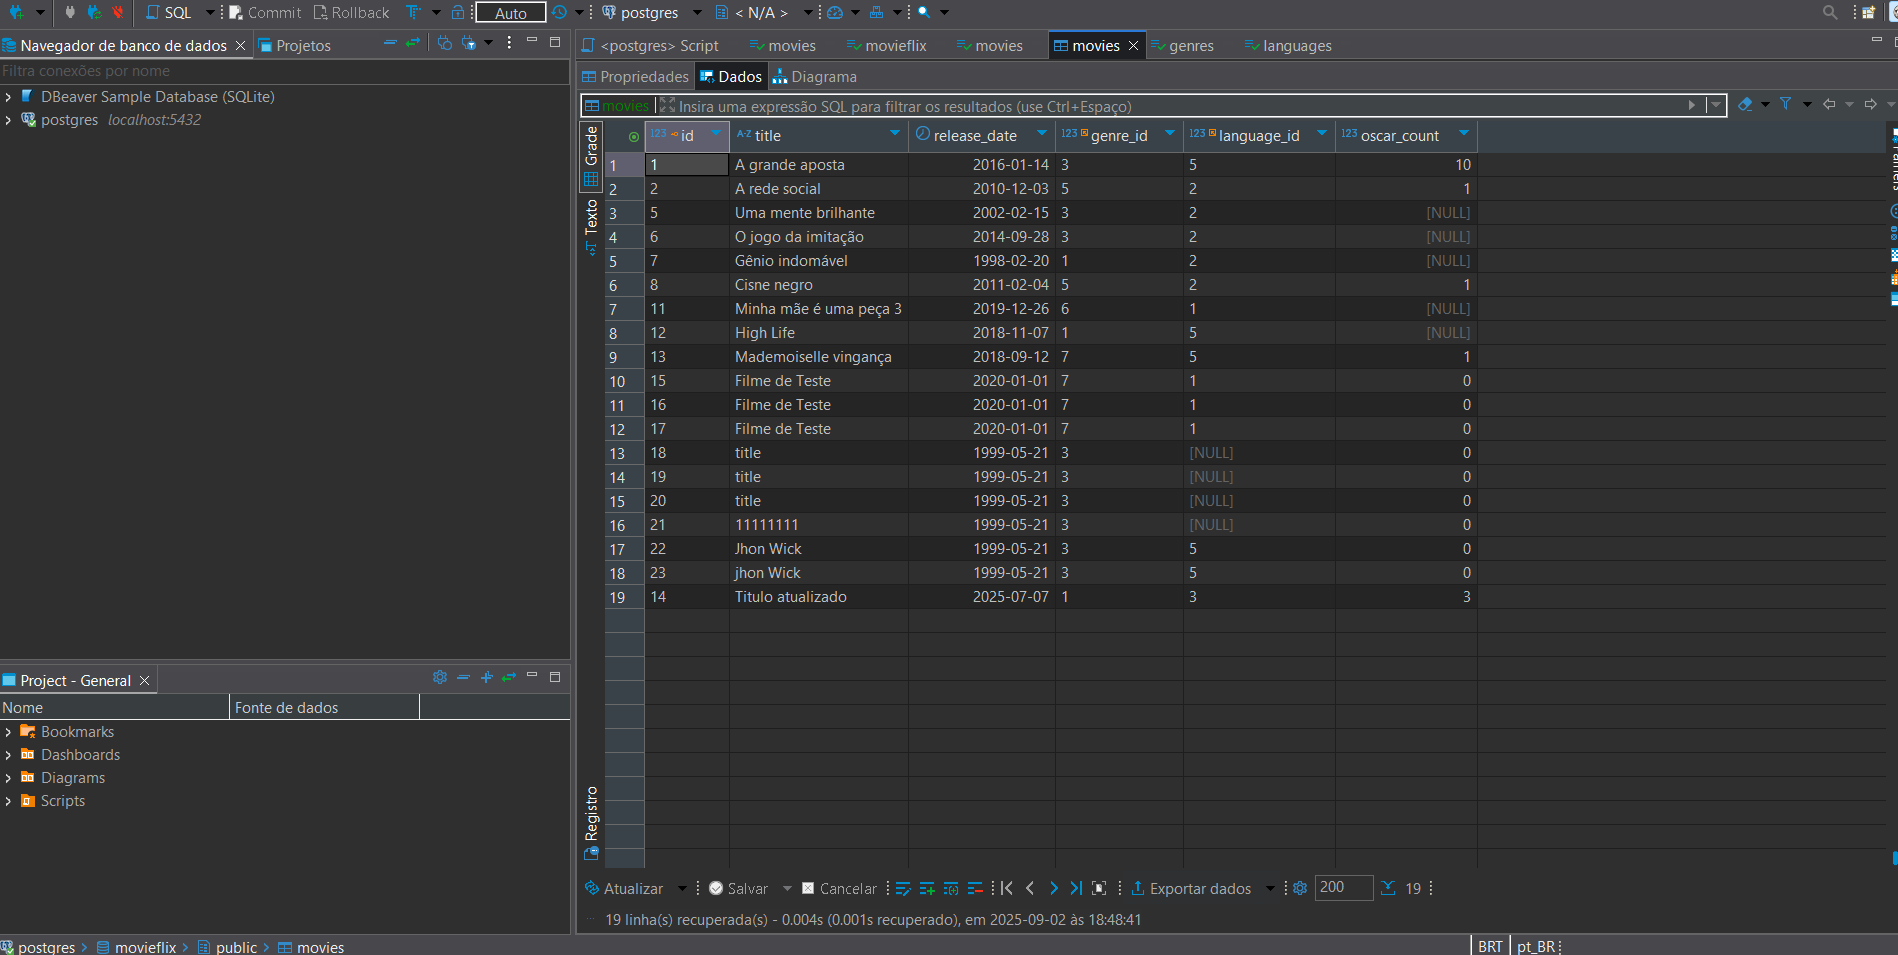 SQL Commit Rollback Auto postgres < N/A >
Navegador de banco de dados Projetos
Filtra conexões por nome
DBeaver Sample Database (SQLite)
postgres localhost:5432
Project - General
Nome Fonte de dados
Bookmarks
Dashboards
Diagrams
Scripts
<postgres> Script movies movieflix movies movies genres languages
Propriedades Dados Diagrama
movies Insira uma expressão SQL para filtrar os resultados (use Ctrl+Espaço)
Grade
Texto
Registro
123 id A-Z title release_date 123 genre_id 123 language_id 123 oscar_count
1 1 A grande aposta 2016-01-14 3 5 10
2 2 A rede social 2010-12-03 5 2 1
3 5 Uma mente brilhante 2002-02-15 3 2 [NULL]
4 6 O jogo da imitação 2014-09-28 3 2 [NULL]
5 7 Gênio indomável 1998-02-20 1 2 [NULL]
6 8 Cisne negro 2011-02-04 5 2 1
7 11 Minha mãe é uma peça 3 2019-12-26 6 1 [NULL]
8 12 High Life 2018-11-07 1 5 [NULL]
9 13 Mademoiselle vingança 2018-09-12 7 5 1
10 15 Filme de Teste 2020-01-01 7 1 0
11 16 Filme de Teste 2020-01-01 7 1 0
12 17 Filme de Teste 2020-01-01 7 1 0
13 18 title 1999-05-21 3 [NULL] 0
14 19 title 1999-05-21 3 [NULL] 0
15 20 title 1999-05-21 3 [NULL] 0
16 21 11111111 1999-05-21 3 [NULL] 0
17 22 Jhon Wick 1999-05-21 3 5 0
18 23 jhon Wick 1999-05-21 3 5 0
19 14 Titulo atualizado 2025-07-07 1 3 3
Atualizar Salvar Cancelar Exportar dados 200 19
19 linha(s) recuperada(s) - 0.004s (0.001s recuperado), em 2025-09-02 às 18:48:41
postgres movieflix public movies
BRT pt_BR